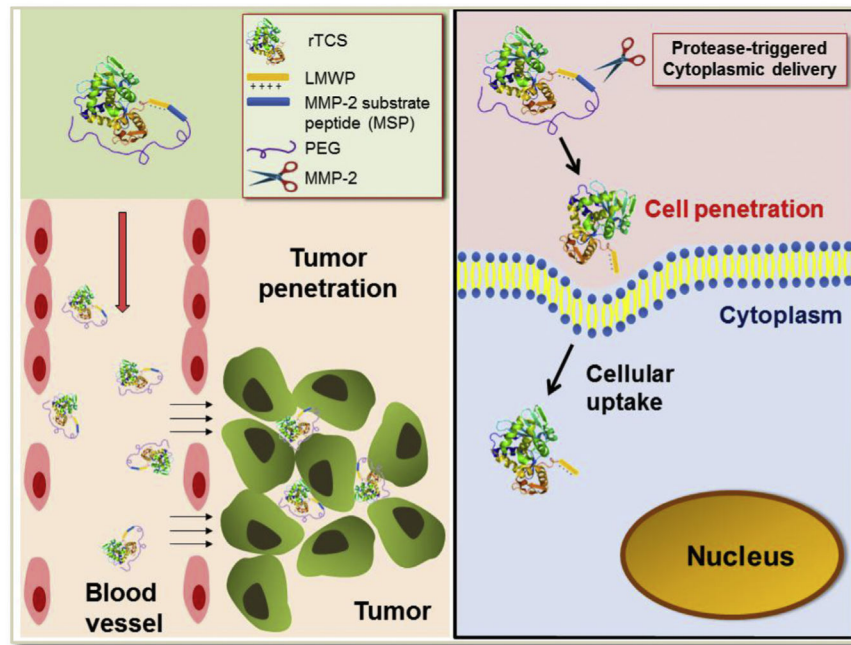 rTCS
LMWP
++++
MMP-2 substrate
peptide (MSP)
PEG
MMP-2
Tumor
penetration
Blood
vessel
Tumor
Protease-triggered
Cytoplasmic delivery
Cell penetration
Cytoplasm
Cellular
uptake
Nucleus